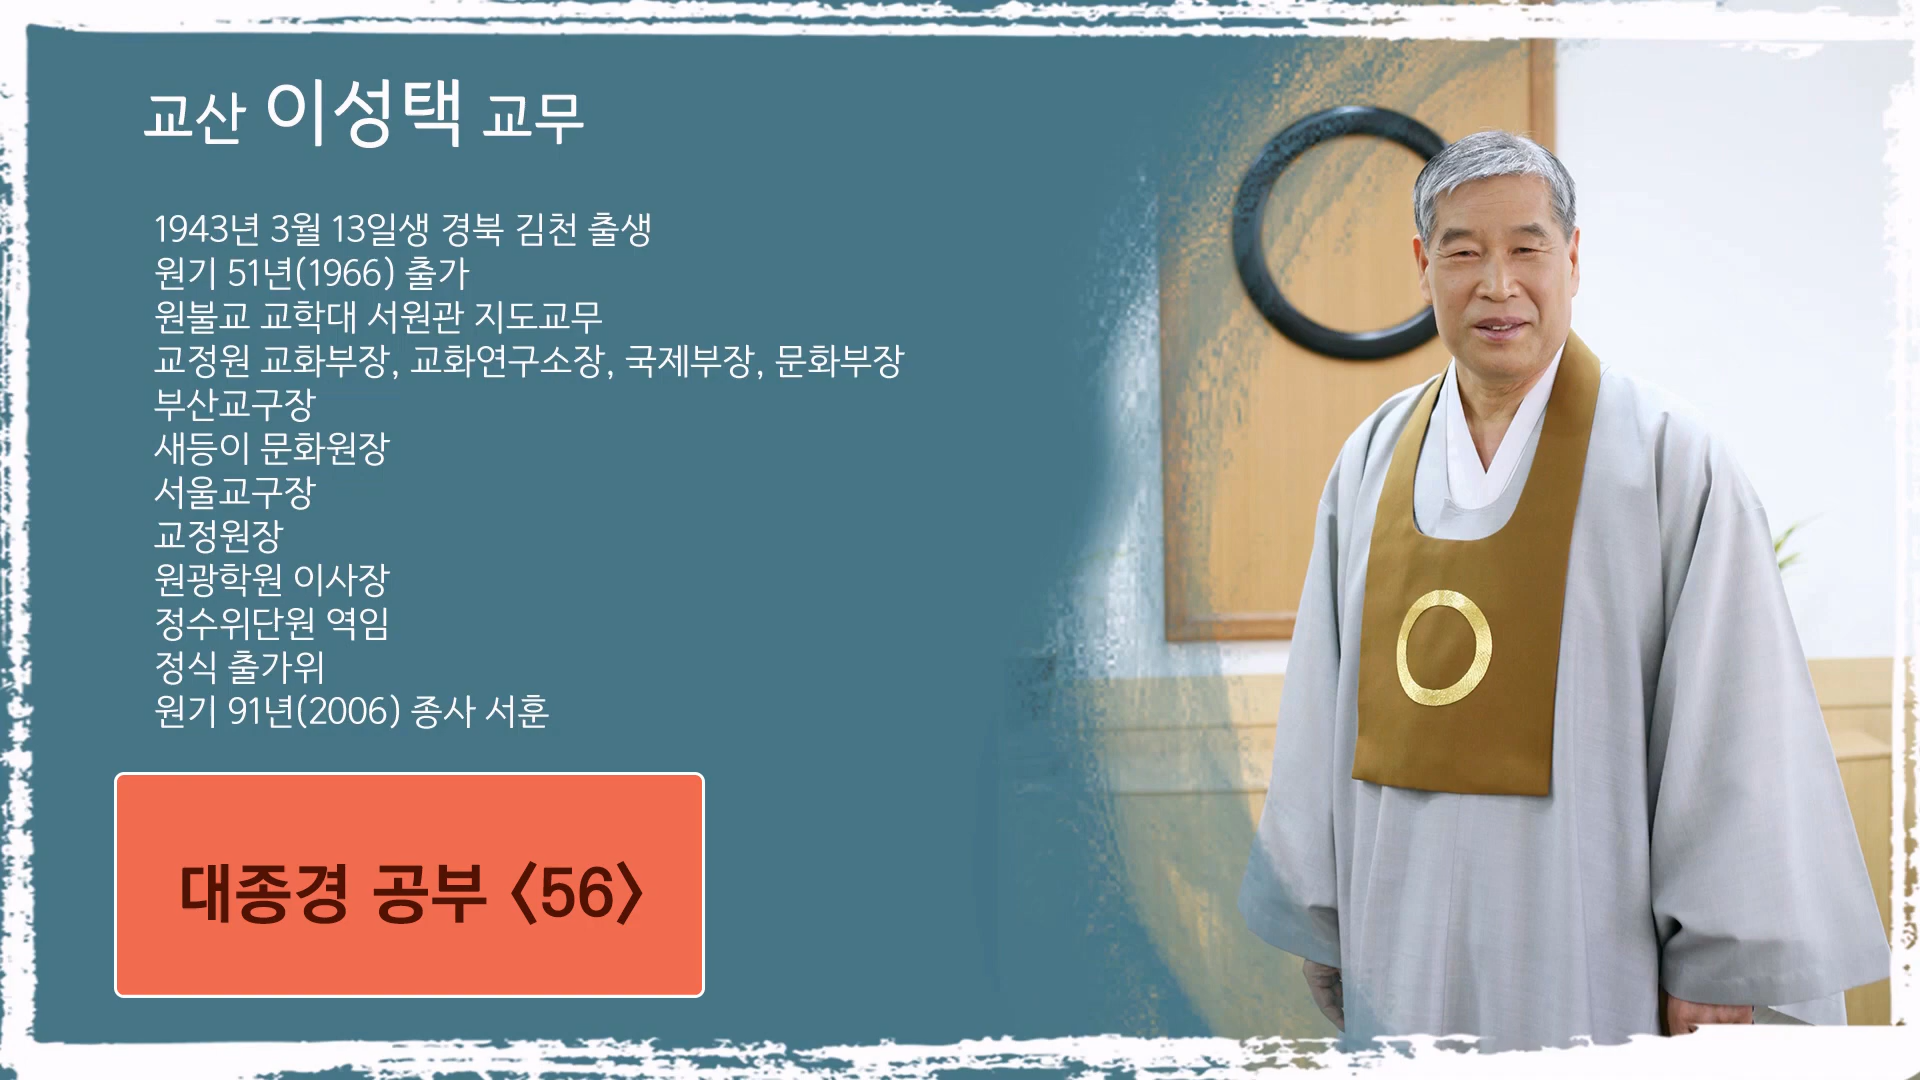 교산 이성택 교무
1943년 3월 13일생 경북 김천 출생
원기 51년(1966) 출가
원불교 교학대 서원관 지도교무
교정원 교화부장, 교화연구소장, 국제부장, 문화부장
부산교구장
새등이 문화원장
서울교구장
교정원장
원광학원 이사장
정수위단원 역임
정식 출가위
원기 91년(2006) 종사 서훈
대종경 공부 <56>